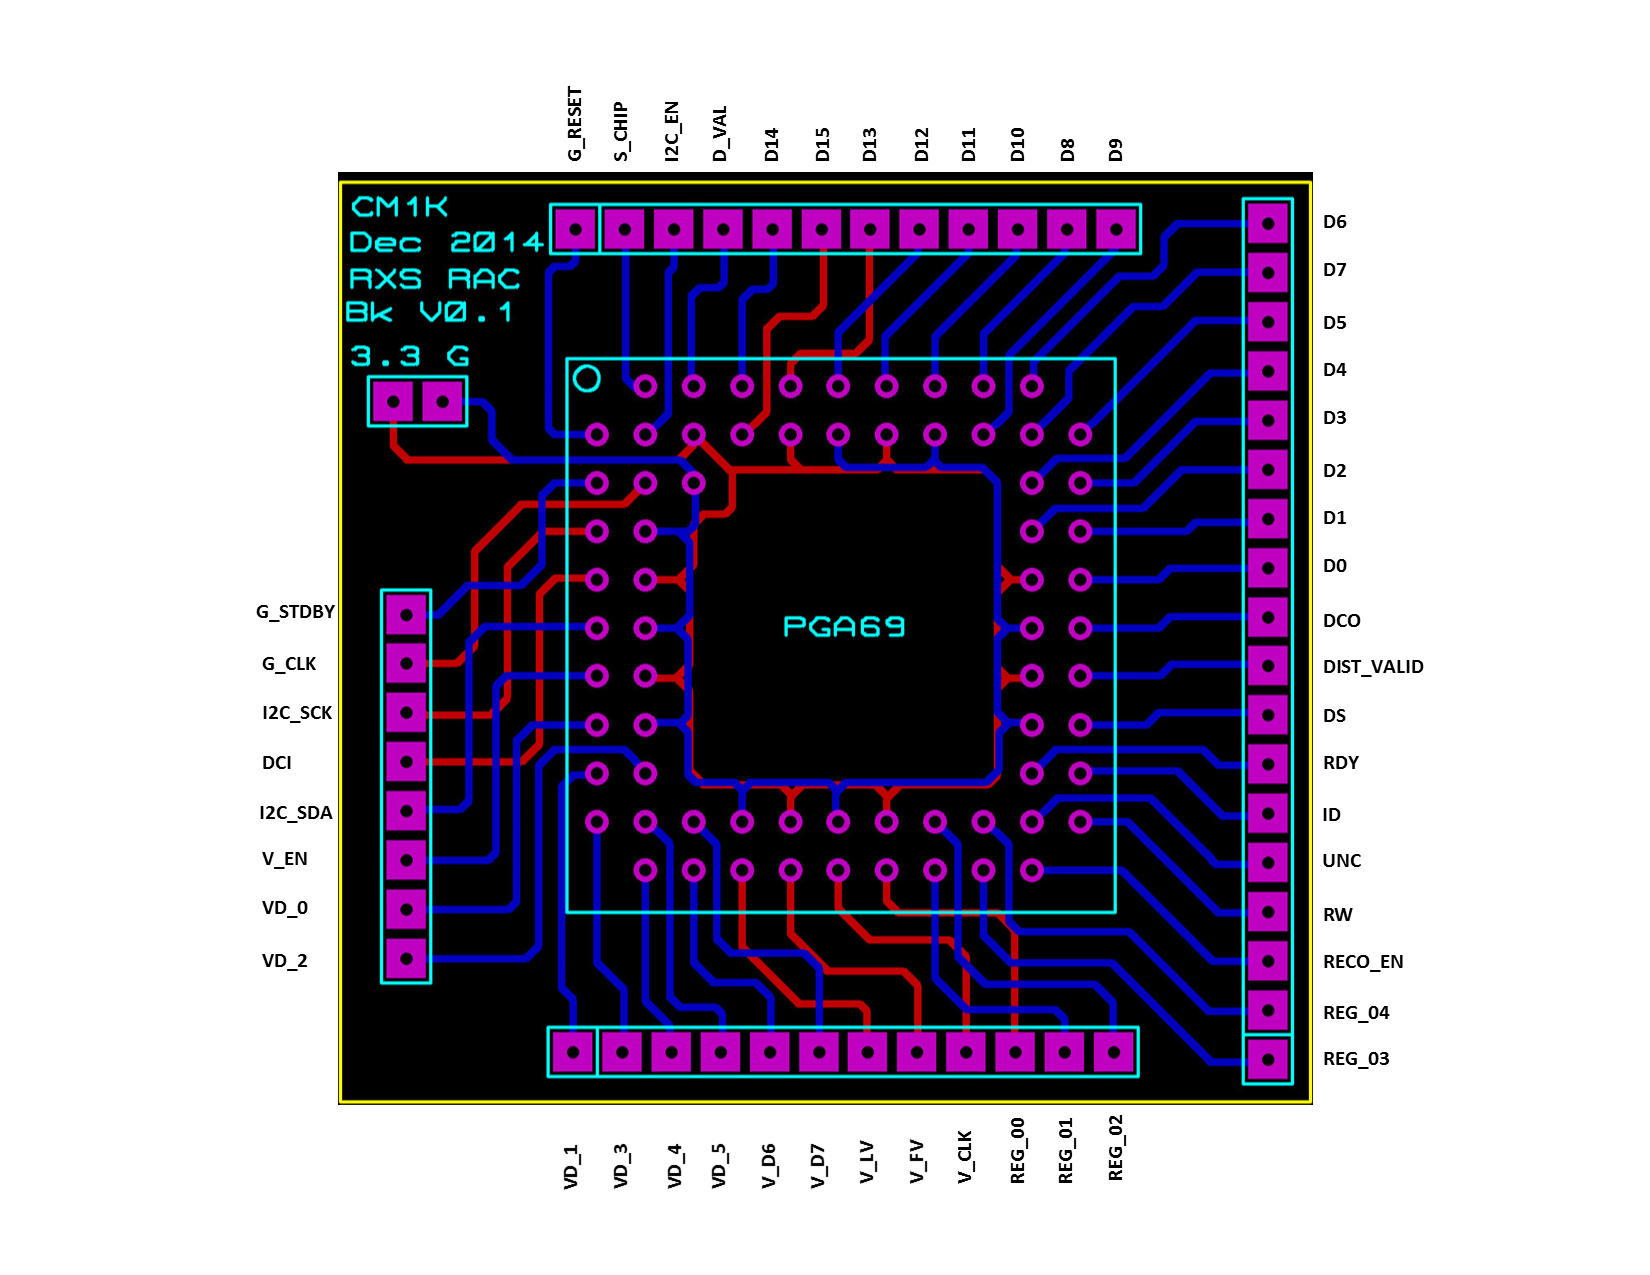 G_RESET
S_CHIP
I2C_EN
D_VAL
D14
D15
D13
D12
D11
D10
D8
D9
CM1K
Dec 2014
RXS RAC
Bk V0.1
3.3 G
D6
D7
D5
D4
D3
D2
D1
D0
DCO
DIST_VALID
DS
RDY
ID
UNC
RW
RECO_EN
REG_04
REG_03
PGA69
G_STDBY
G_CLK
I2C_SCK
DCI
I2C_SDA
V_EN
VD_0
VD_2
VD_1
VD_3
VD_4
VD_5
V_D6
V_D7
V_LV
V_FV
V_CLK
REG_00
REG_01
REG_02